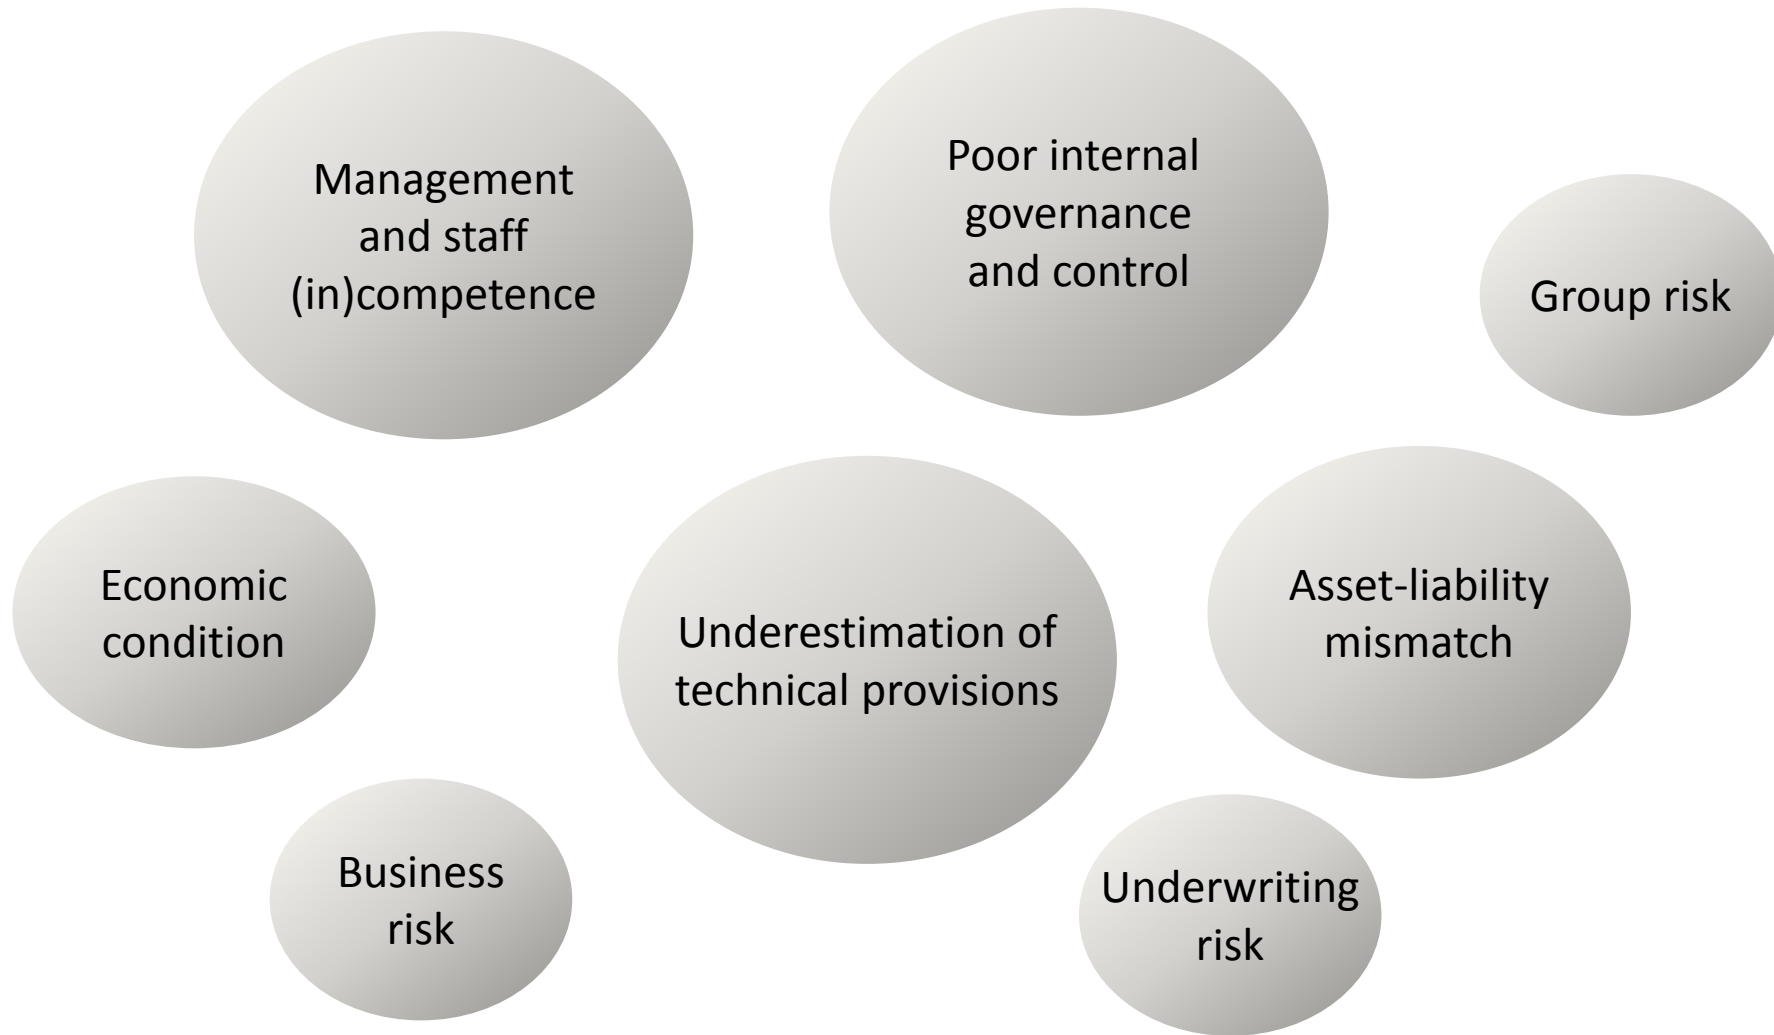 Management
and staff
(in)competence
Poor internal
governance
and control
Group risk
Economic
condition
Underestimation of
technical provisions
Asset-liability
mismatch
Business
risk
Underwriting
risk